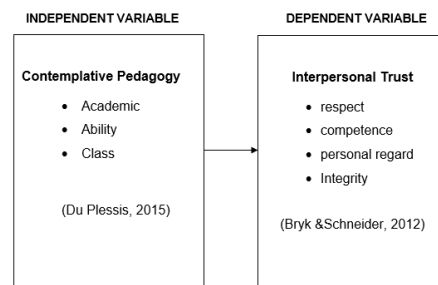 INDEPENDENT VARIABLE
Contemplative Pedagogy
• Academic
• Ability
• Class
(Du Plessis, 2015)
DEPENDENT VARIABLE
Interpersonal Trust
• respect
• competence
• personal regard
• Integrity
(Bryk &Schneider, 2012)